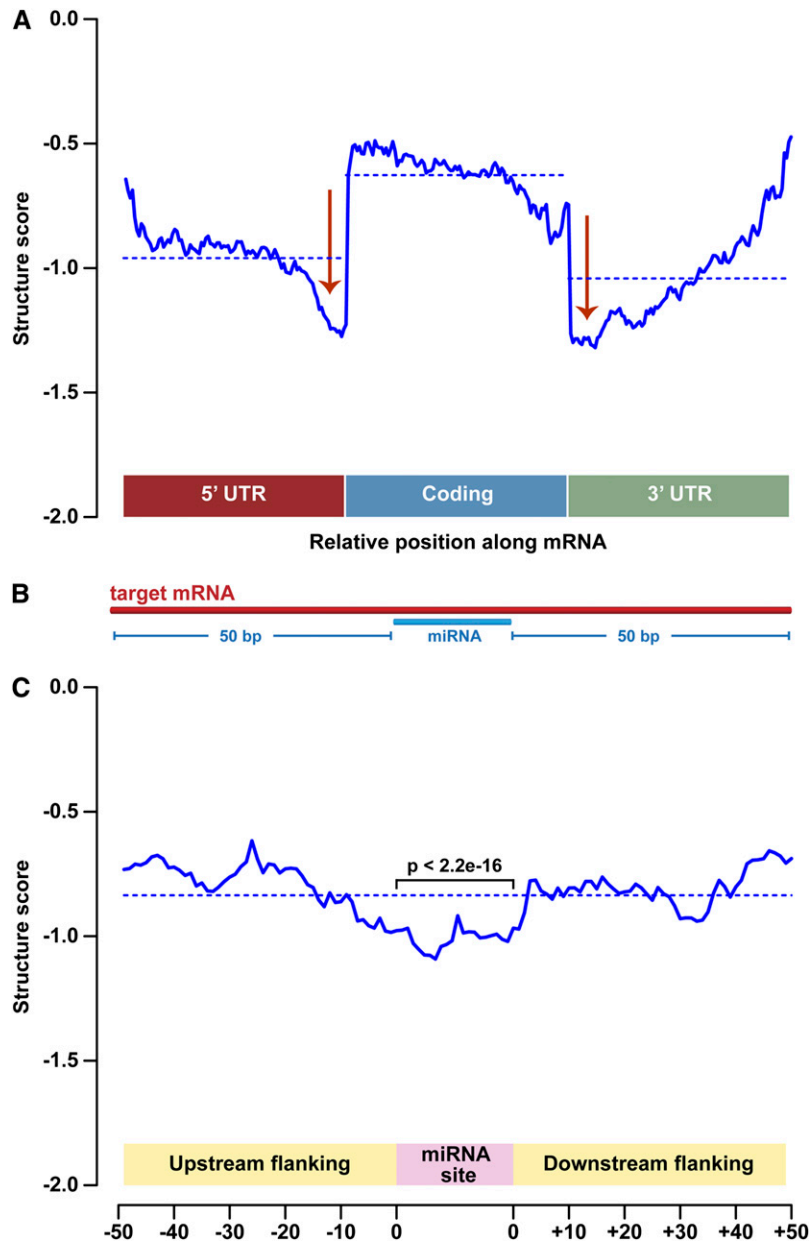 A
0.0
-0.5
-1.0
-1.5
-2.0
Structure score
5' UTR
Coding
3' UTR
Relative position along mRNA
B
target mRNA
50 bp
miRNA
50 bp
C
0.0
-0.5
-1.0
-1.5
-2.0
Structure score
p < 2.2e-16
Upstream flanking
miRNA
site
Downstream flanking
-50 -40 -30 -20 -10 0 0 +10 +20 +30 +40 +50